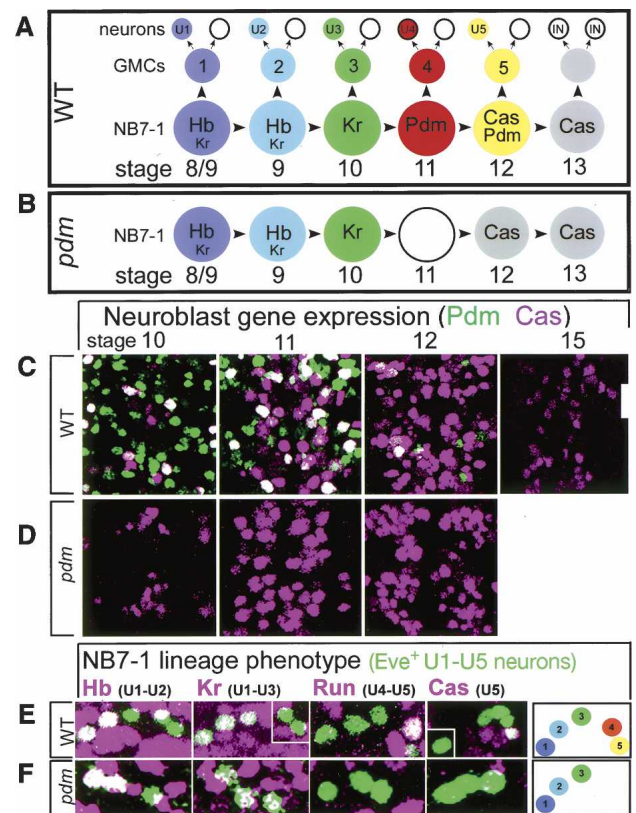 A
WT
neurons U1 U2 U3 U4 U5 IN IN
GMCs 1 2 3 4 5
NB7-1 Hb Kr Hb Kr Kr Pdm Cas Pdm Cas
stage 8/9 9 10 11 12 13
B
pdm
NB7-1 Hb Kr Hb Kr Kr Cas Cas
stage 8/9 9 10 11 12 13
Neuroblast gene expression (Pdm Cas)
stage 10 11 12 15
C
WT
D
pdm
NB7-1 lineage phenotype (Eve+ U1-U5 neurons)
Hb (U1-U2) Kr (U1-U3) Run (U4-U5) Cas (U5)
E
WT
1 2 3 4 5
F
pdm
1 2 3